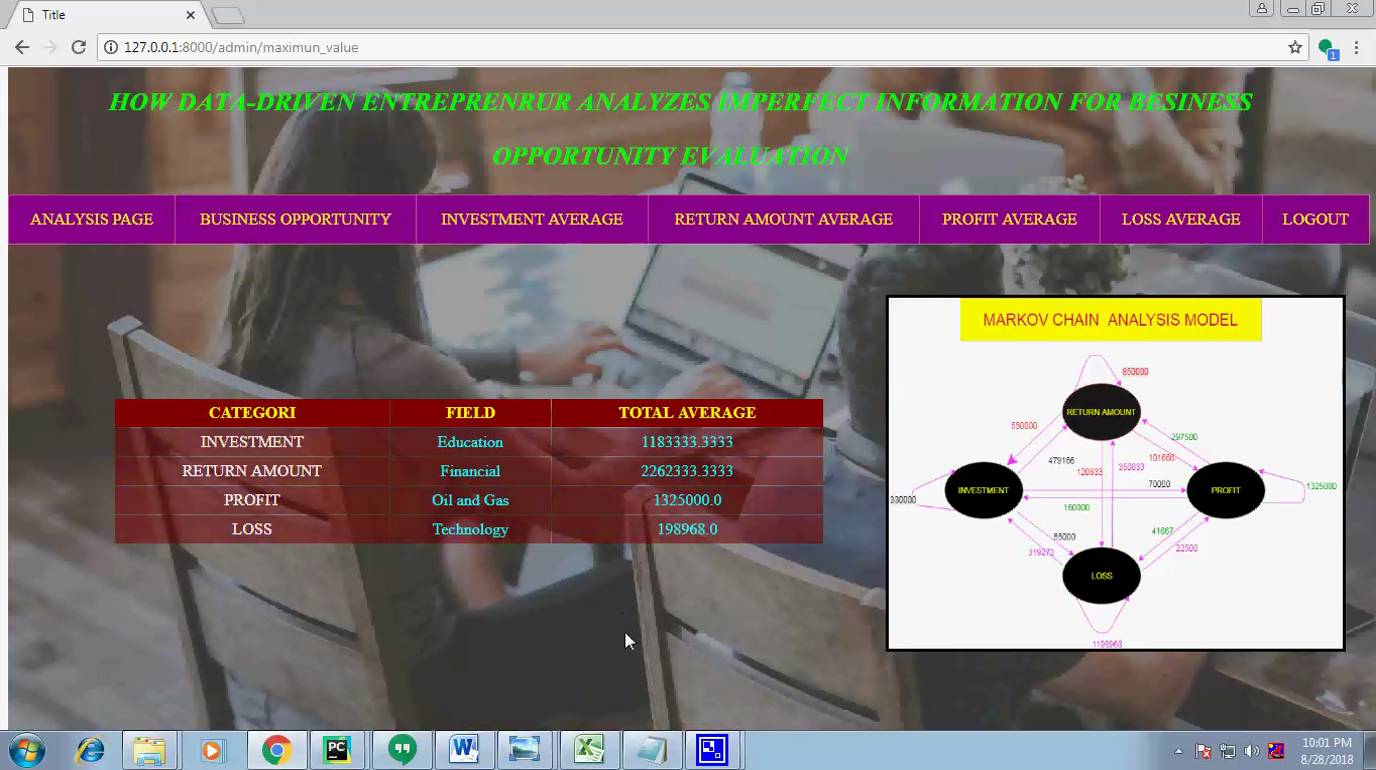 Title
127.0.0.1:8000/admin/maximun_value
1
HOW DATA-DRIVEN ENTREPRENRUR ANALYZES IMPERFECT INFORMATION FOR BESINESS
OPPORTUNITY EVALUATION
ANALYSIS PAGE BUSINESS OPPORTUNITY INVESTMENT AVERAGE RETURN AMOUNT AVERAGE PROFIT AVERAGE LOSS AVERAGE LOGOUT
CATEGORI FIELD TOTAL AVERAGE
INVESTMENT Education 1183333.3333
RETURN AMOUNT Financial 2262333.3333
PROFIT Oil and Gas 1325000.0
LOSS Technology 198968.0
MARKOV CHAIN ANALYSIS MODEL
850000
RETURN AMOUNT
550000
297500
479166
101666
120833
350833
INVESTMENT
70000
PROFIT
1325000
330000
160000
55000
41667
319273
22500
LOSS
1198968
PC
W
10:01 PM
8/28/2018